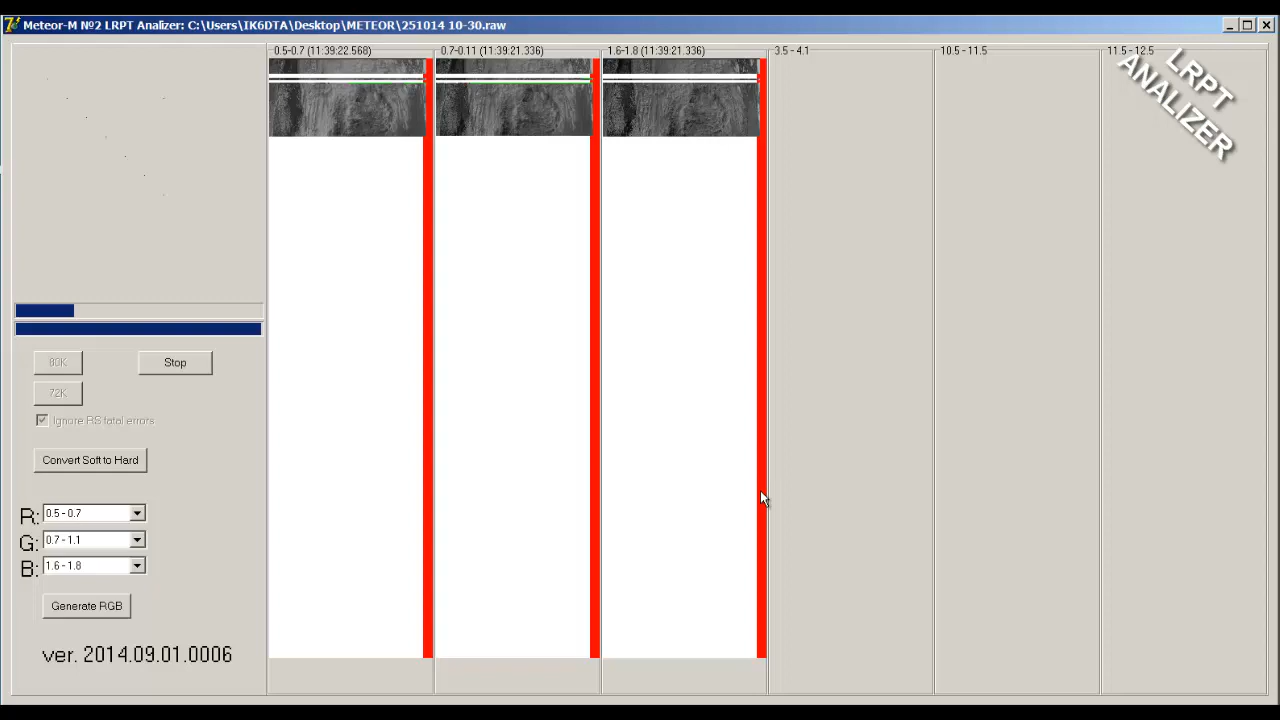 Meteor-M №2 LRPT Analizer: C:\Users\IK6DTA\Desktop\METEOR\251014 10-30.raw
0.5-0.7 (11:39:22.568)
0.7-0.11 (11:39:21.336)
1.6-1.8 (11:39:21.336)
3.5 - 4.1
10.5 - 11.5
11.5 - 12.5
LRPT
ANALIZER
80K
Stop
72K
Ignore RS fatal errors
Convert Soft to Hard
R: 0.5 - 0.7
G: 0.7 - 1.1
B: 1.6 - 1.8
Generate RGB
ver. 2014.09.01.0006